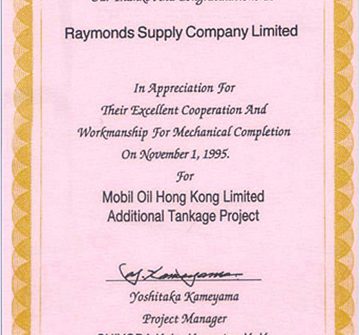 Raymonds Supply Company Limited
In Appreciation For
Their Excellent Cooperation And
Workmanship For Mechanical Completion
On November 1, 1995.
For
Mobil Oil Hong Kong Limited
Additional Tankage Project
Y. Kameyama
Yoshitaka Kameyama
Project Manager